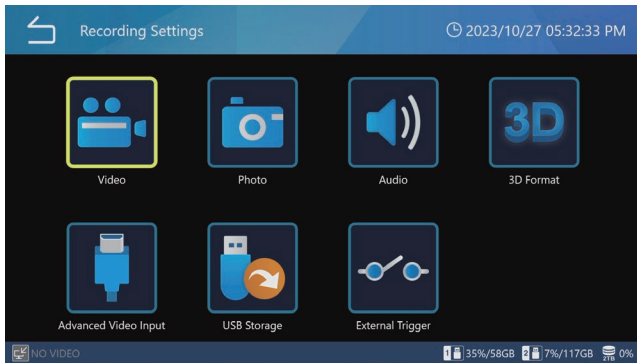 Recording Settings
2023/10/27 05:32:33 PM
3D
Video
Photo
Audio
3D Format
Advanced Video Input
USB Storage
External Trigger
NO VIDEO
1 35%/58GB 2 7%/117GB 2TB 0%